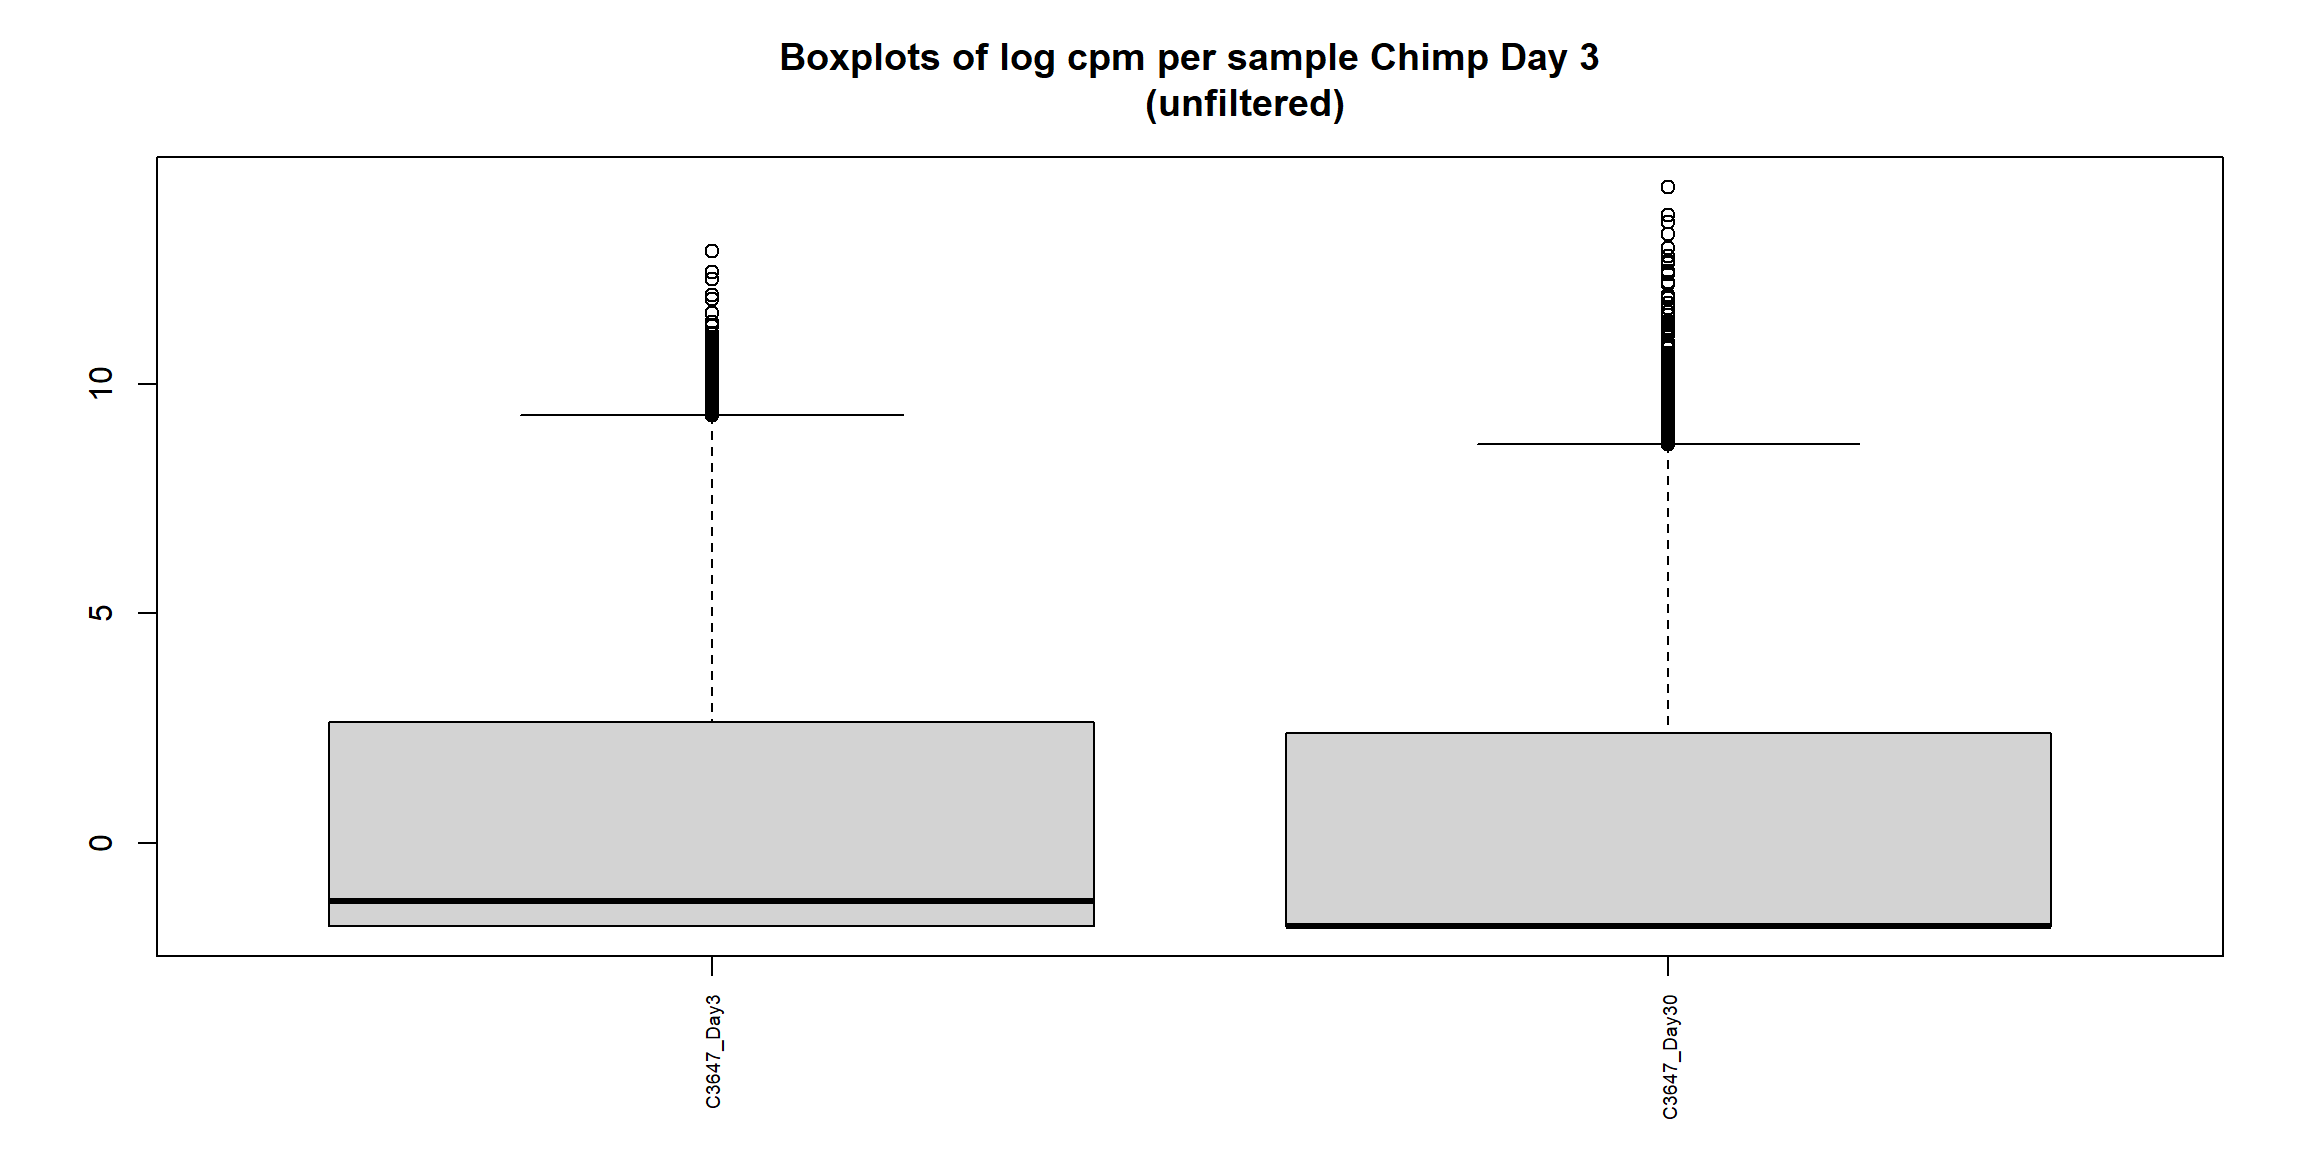 Boxplots of log cpm per sample Chimp Day 3
(unfiltered)
10
5
0
C3647_Day3
C3647_Day30